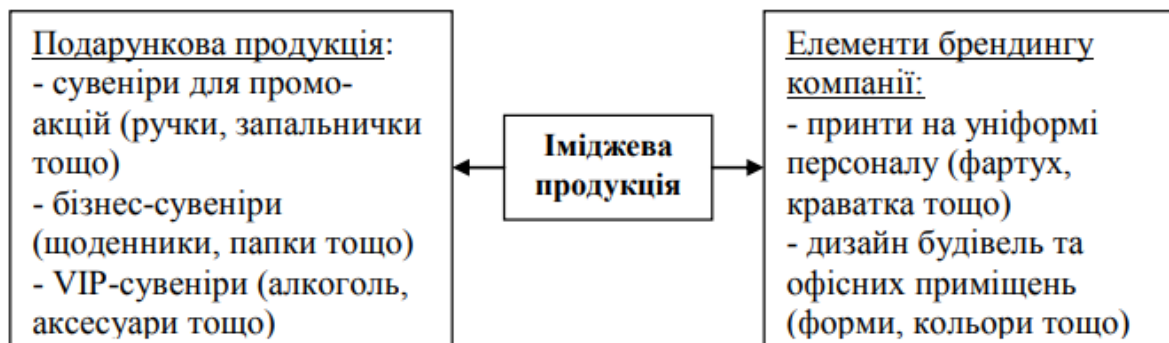 Подарункова продукція:
- сувеніри для промо-
акцій (ручки, запальнички
тощо)
- бізнес-сувеніри
(щоденники, папки тощо)
- VIP-сувеніри (алкоголь,
аксесуари тощо)
Іміджева
продукція
Елементи брендингу
компанії:
- принти на уніформі
персоналу (фартух,
краватка тощо)
- дизайн будівель та
офісних приміщень
(форми, кольори тощо)